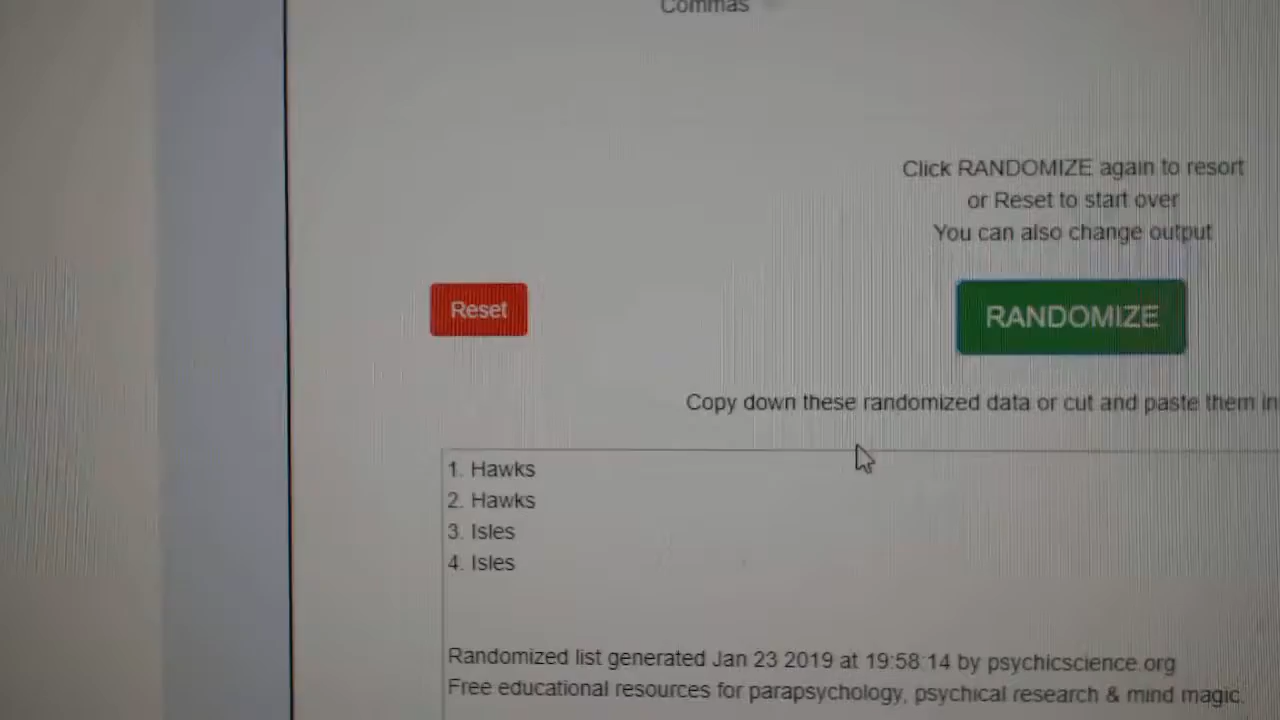 Commas
Click RANDOMIZE again to resort
or Reset to start over
You can also change output
Reset
RANDOMIZE
Copy down these randomized data or cut and paste them in
1. Hawks
2. Hawks
3. Isles
4. Isles
Randomized list generated Jan 23 2019 at 19:58:14 by psychicscience.org
Free educational resources for parapsychology, psychical research & mind magic.